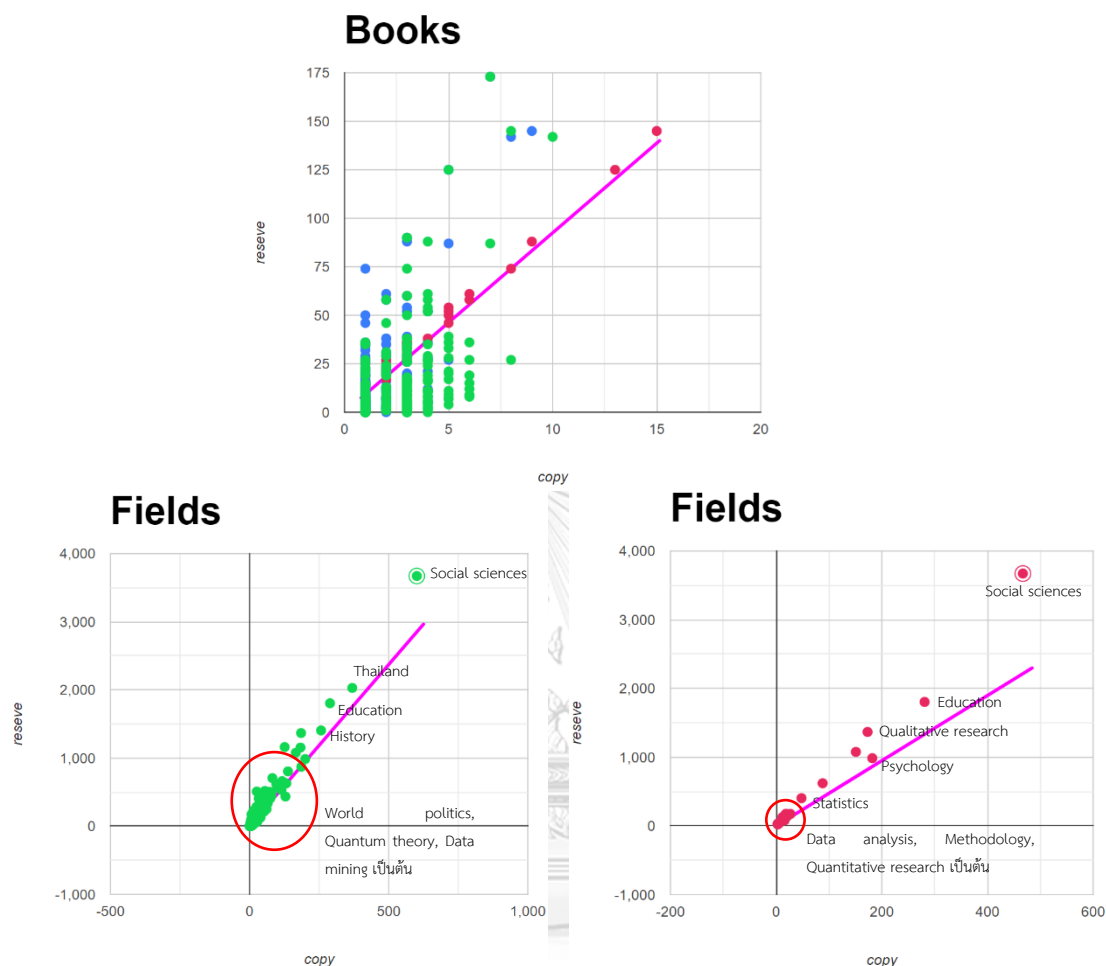 Books
175
150
125
100
75
50
25
0
reseve
0 5 10 15 20
copy
Fields
4,000
3,000
2,000
1,000
0
-1,000
reseve
Social sciences
Thailand
Education
History
World politics,
Quantum theory, Data
mining เป็นต้น
-500 0 500 1,000
copy
Fields
4,000
3,000
2,000
1,000
0
-1,000
reseve
Social sciences
Education
Qualitative research
Psychology
Statistics
Data analysis, Methodology,
Quantitative research เป็นต้น
-200 0 200 400 600
copy